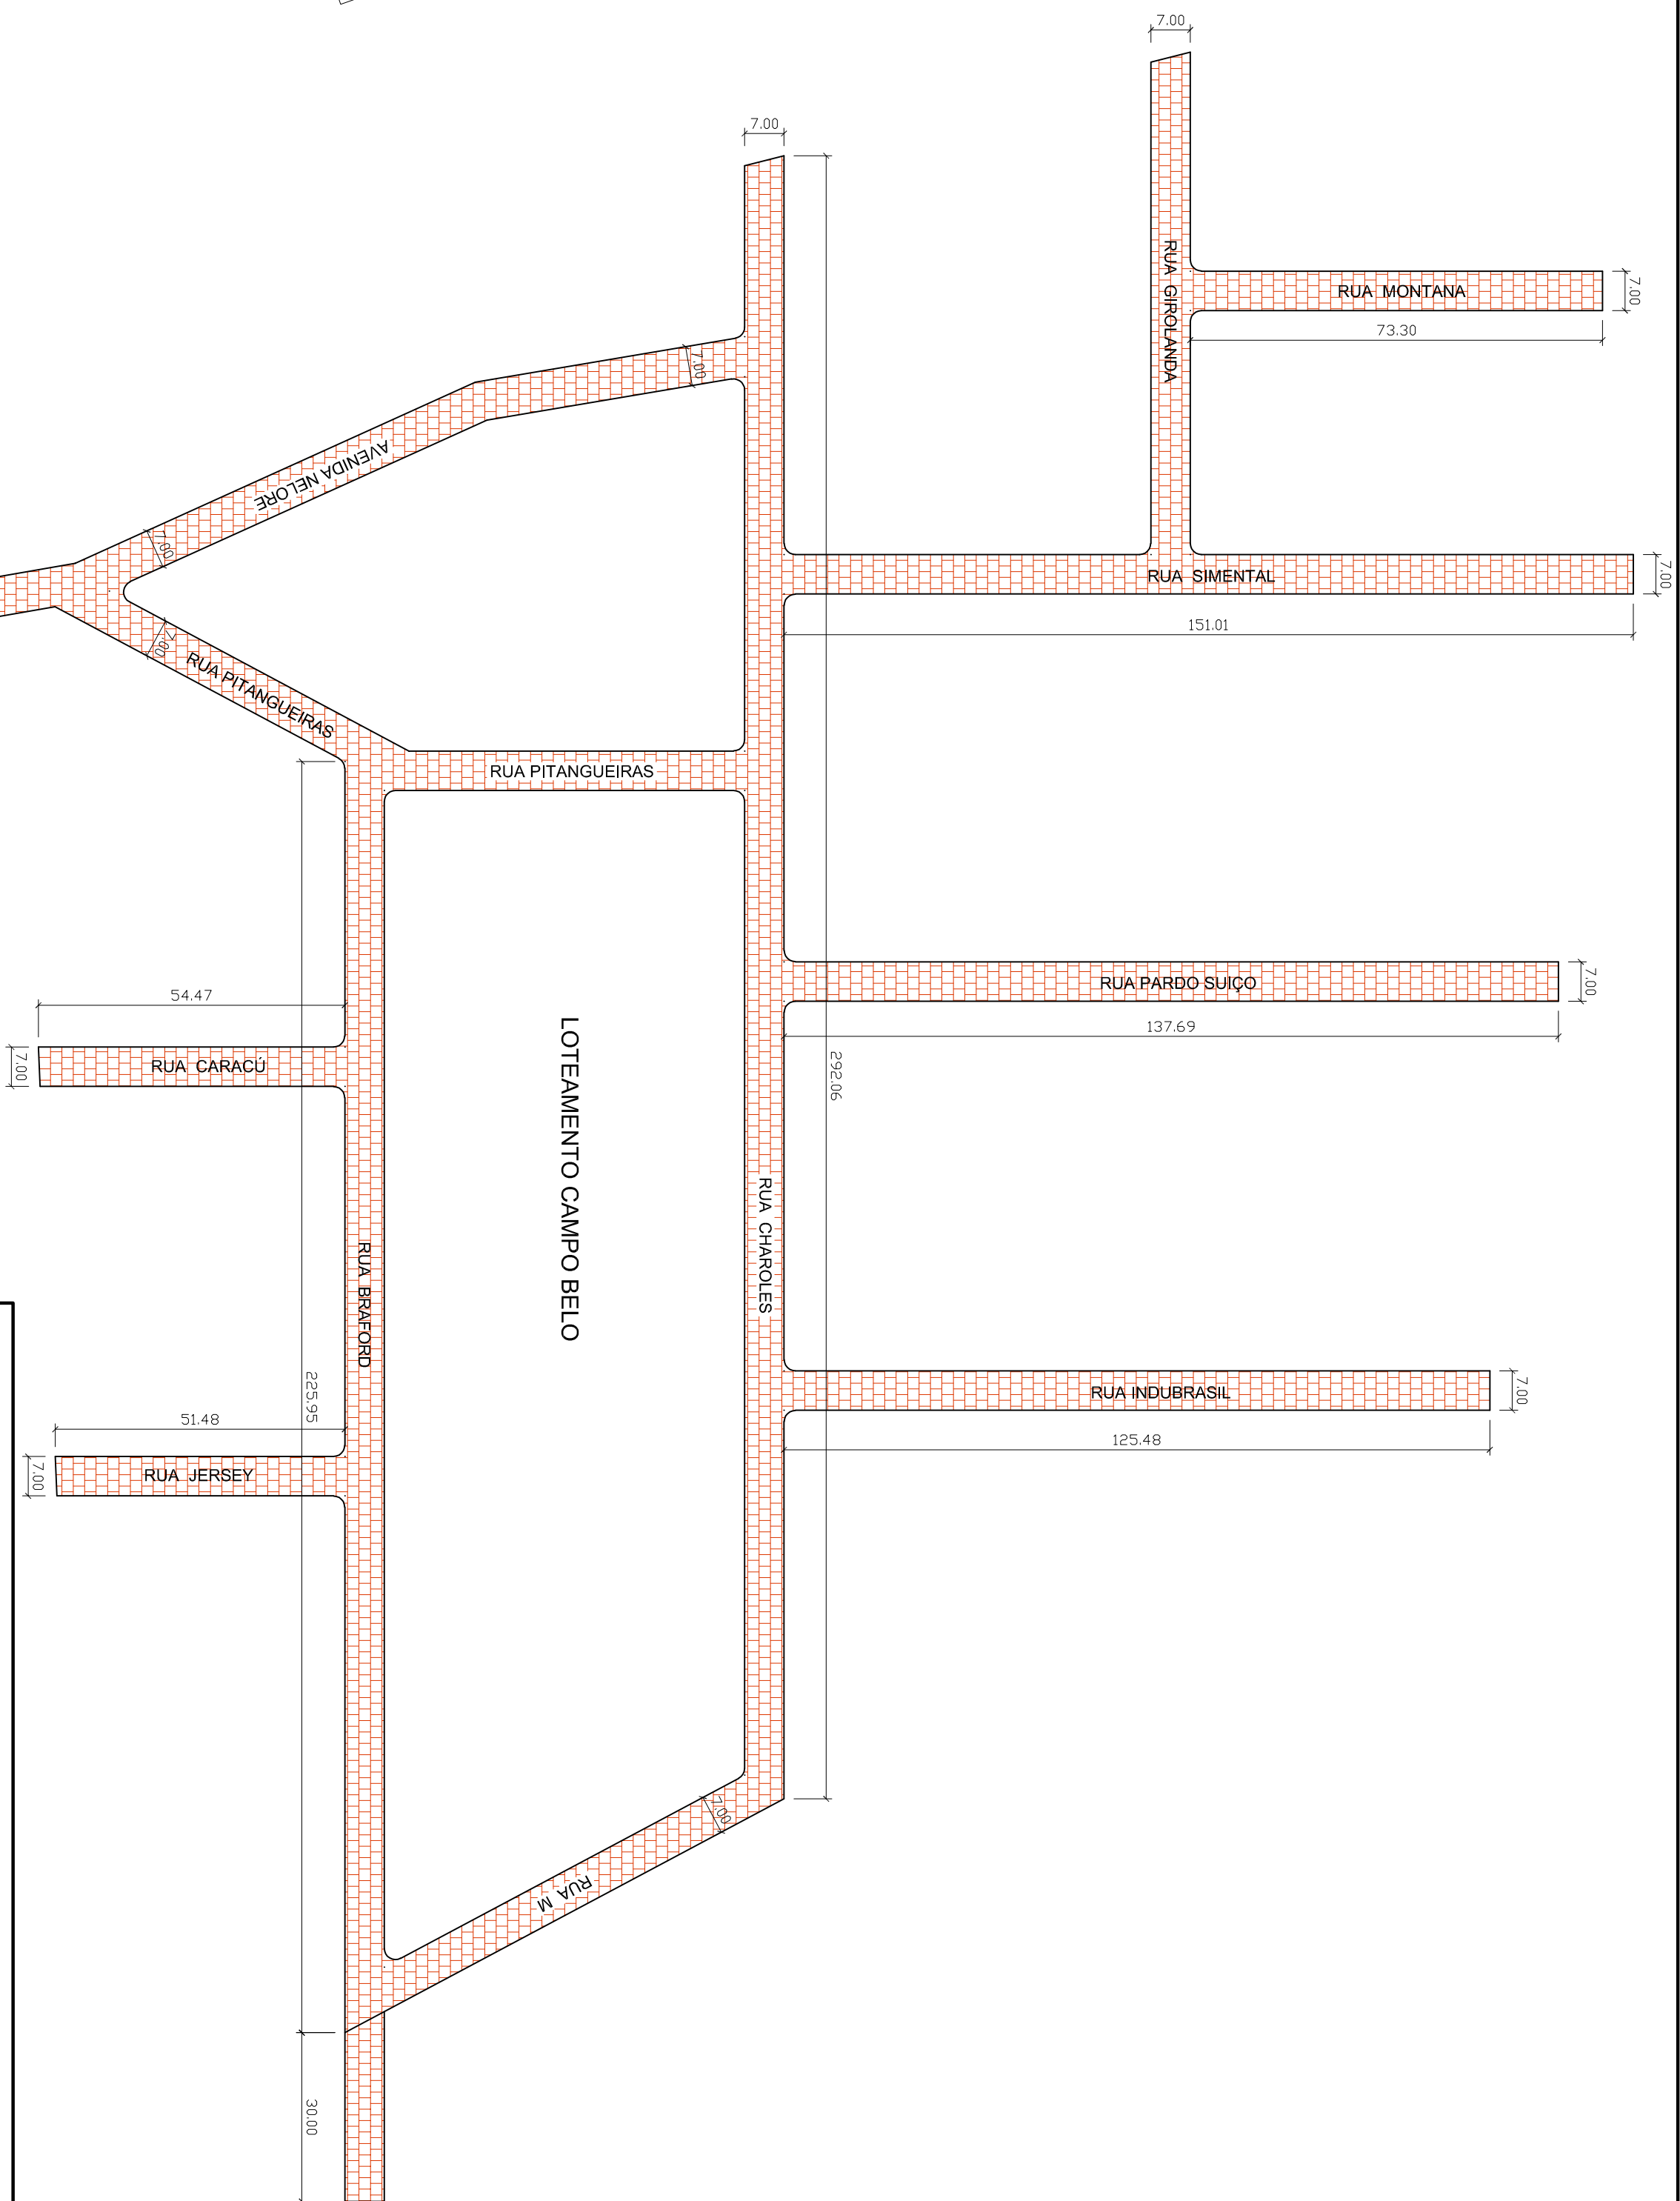 7.00
7.00
7.00
RUA GIROLANDA
RUA MONTANA
73.30
7.00
AVENIDA NELORE
7.00
7.00
RUA SIMENTAL
7.00
151.01
7.00
RUA PITANGUEIRAS
RUA PITANGUEIRAS
54.47
7.00
RUA CARACÚ
LOTEAMENTO CAMPO BELO
RUA PARDO SUIÇO
7.00
137.69
292.06
RUA CHAROLES
RUA BRAFORD
225.95
51.48
7.00
RUA JERSEY
RUA INDUBRASIL
7.00
125.48
7.00
RUA M
30.00